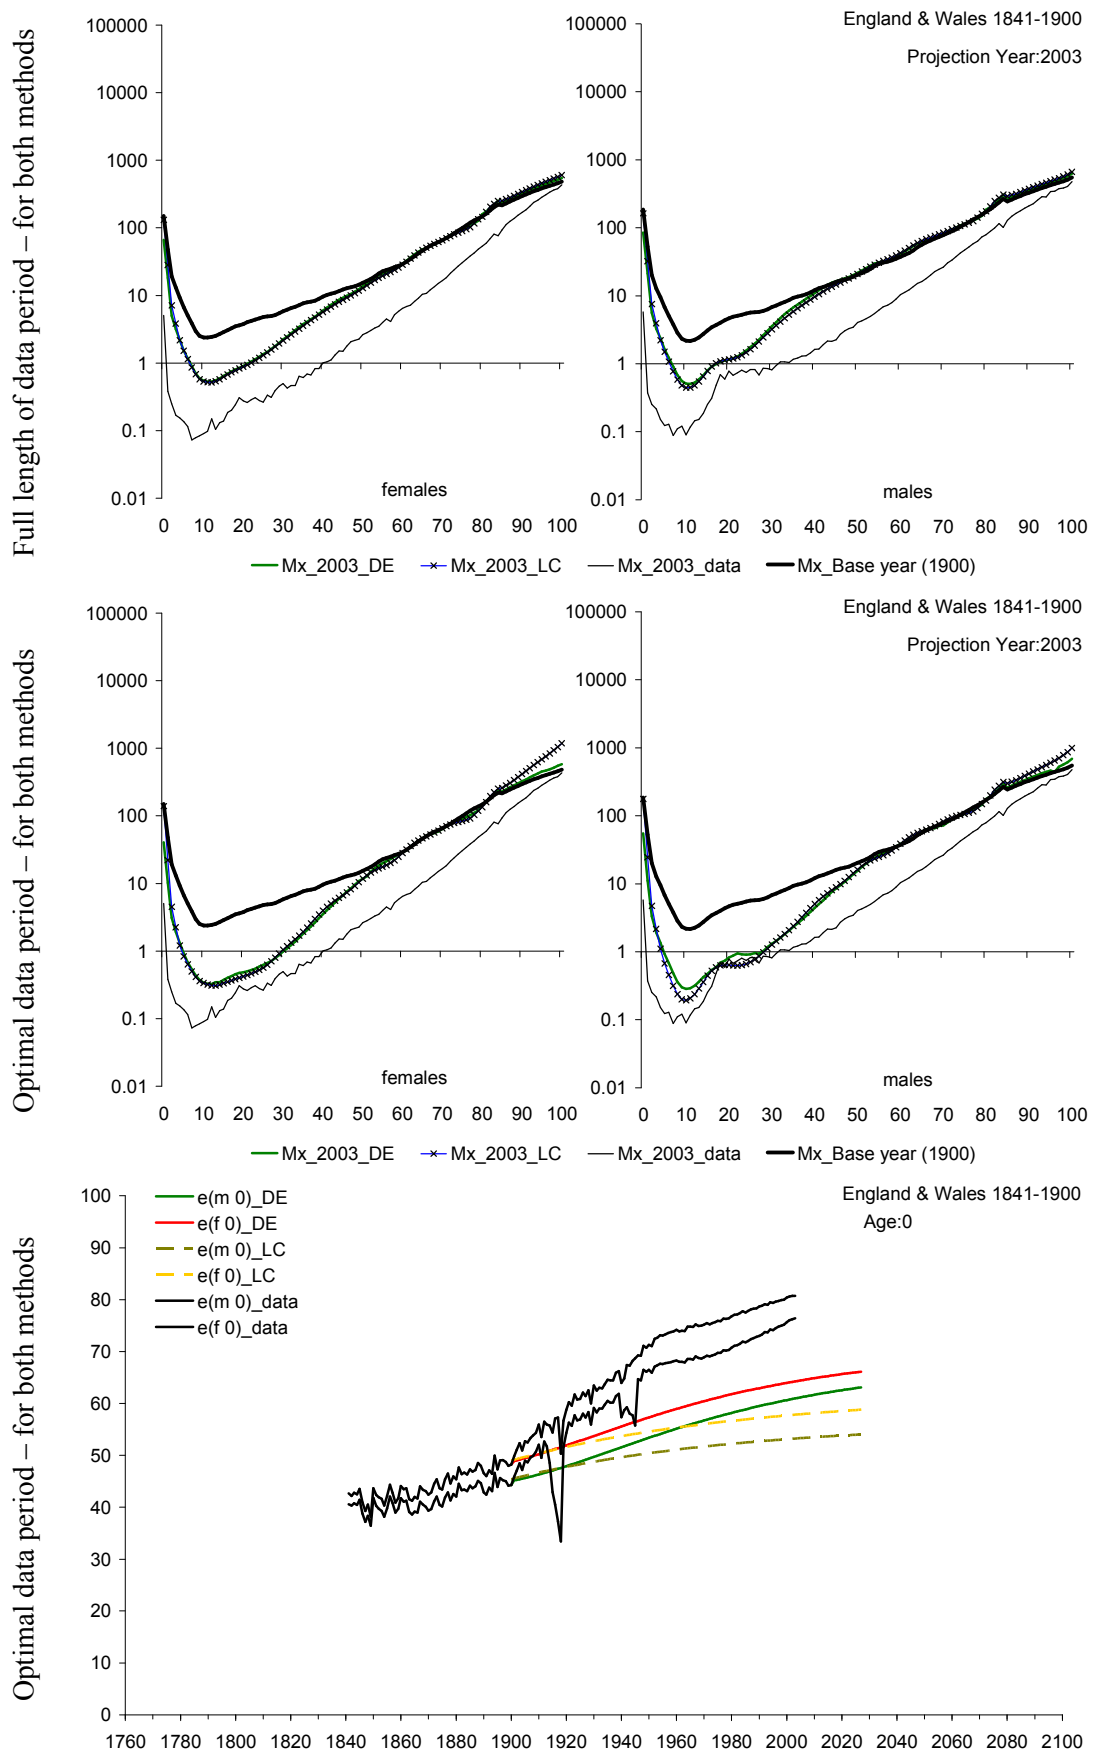 Full length of data period – for both methods
England & Wales 1841-1900
Projection Year:2003
100000
10000
1000
100
10
1
0.1
0.01
females
0 10 20 30 40 50 60 70 80 90 100
100000
10000
1000
100
10
1
0.1
0.01
males
0 10 20 30 40 50 60 70 80 90 100
Mx_2003_DE Mx_2003_LC Mx_2003_data Mx_Base year (1900)
Optimal data period – for both methods
England & Wales 1841-1900
Projection Year:2003
100000
10000
1000
100
10
1
0.1
0.01
females
0 10 20 30 40 50 60 70 80 90 100
100000
10000
1000
100
10
1
0.1
0.01
males
0 10 20 30 40 50 60 70 80 90 100
Mx_2003_DE Mx_2003_LC Mx_2003_data Mx_Base year (1900)
Optimal data period – for both methods
England & Wales 1841-1900
Age:0
e(m 0)_DE
e(f 0)_DE
e(m 0)_LC
e(f 0)_LC
e(m 0)_data
e(f 0)_data
100
90
80
70
60
50
40
30
20
10
0
1760 1780 1800 1820 1840 1860 1880 1900 1920 1940 1960 1980 2000 2020 2040 2060 2080 2100